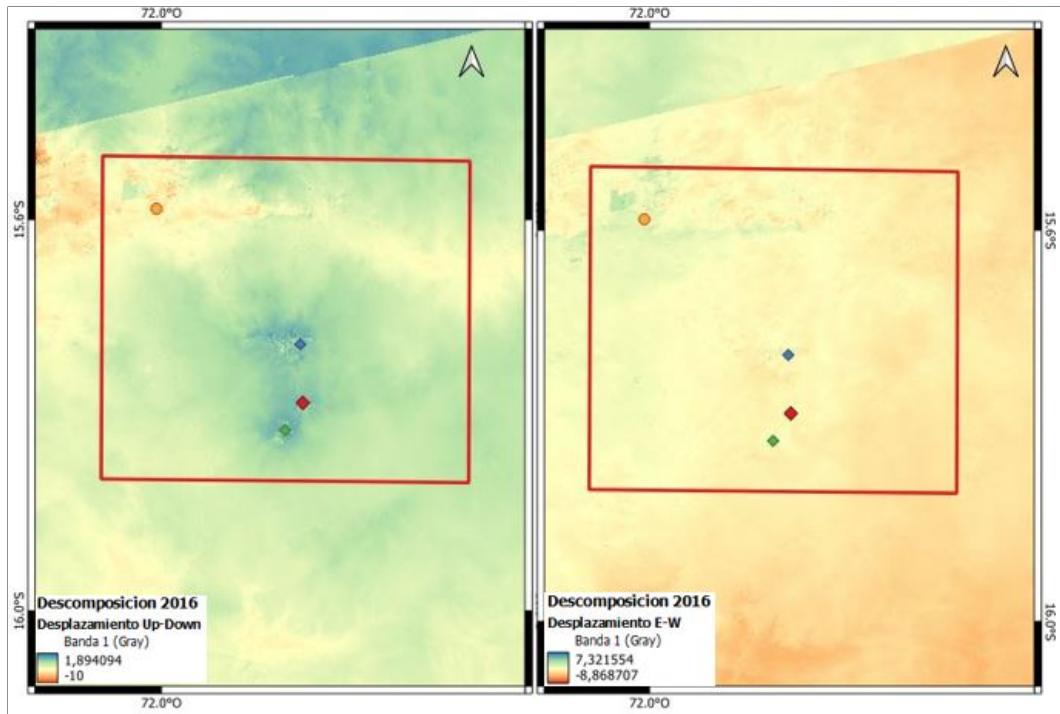 72.0°O
72.0°O
15.6°S
15.6°S
16.0°S
16.0°S
Descomposicion 2016
Desplazamiento Up-Down
Banda 1 (Gray)
1,894094
-10
Descomposicion 2016
Desplazamiento E-W
Banda 1 (Gray)
7,321554
-8,868707
72.0°O
72.0°O